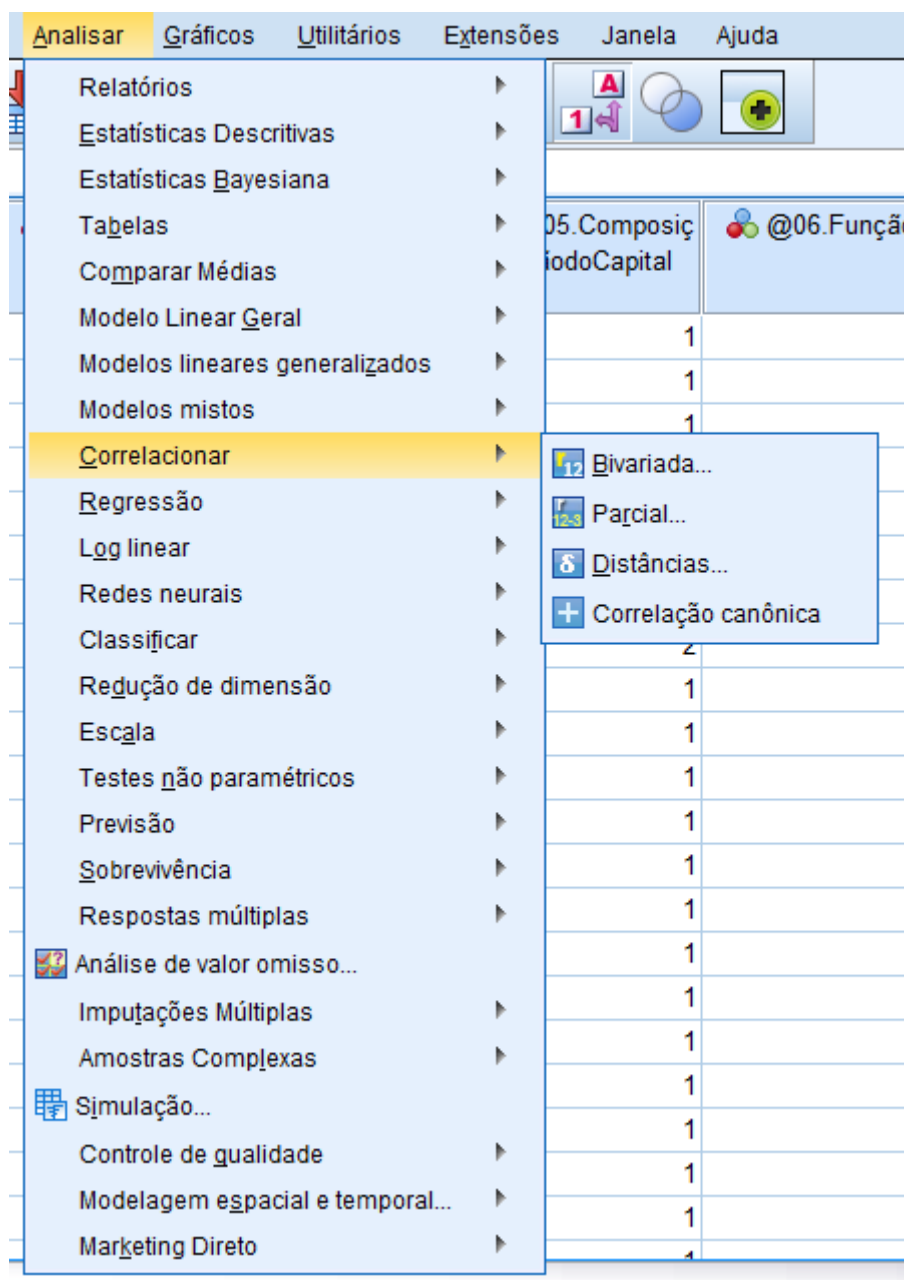 Analisar Gráficos Utilitários Extensões Janela Ajuda
Relatórios
Estatísticas Descritivas
Estatísticas Bayesiana
Tabelas
Comparar Médias
Modelo Linear Geral
Modelos lineares generalizados
Modelos mistos
Correlacionar
Regressão
Log linear
Redes neurais
Classificar
Redução de dimensão
Escala
Testes não paramétricos
Previsão
Sobrevivência
Respostas múltiplas
Análise de valor omisso...
Imputações Múltiplas
Amostras Complexas
Simulação...
Controle de qualidade
Modelagem espacial e temporal...
Marketing Direto
Bivariada...
Parcial...
Distâncias...
Correlação canônica
A
1
05.Composiç @06.Funçã
íodoCapital
1
1
1
2
1
1
1
1
1
1
1
1
1
1
1
1
1
1